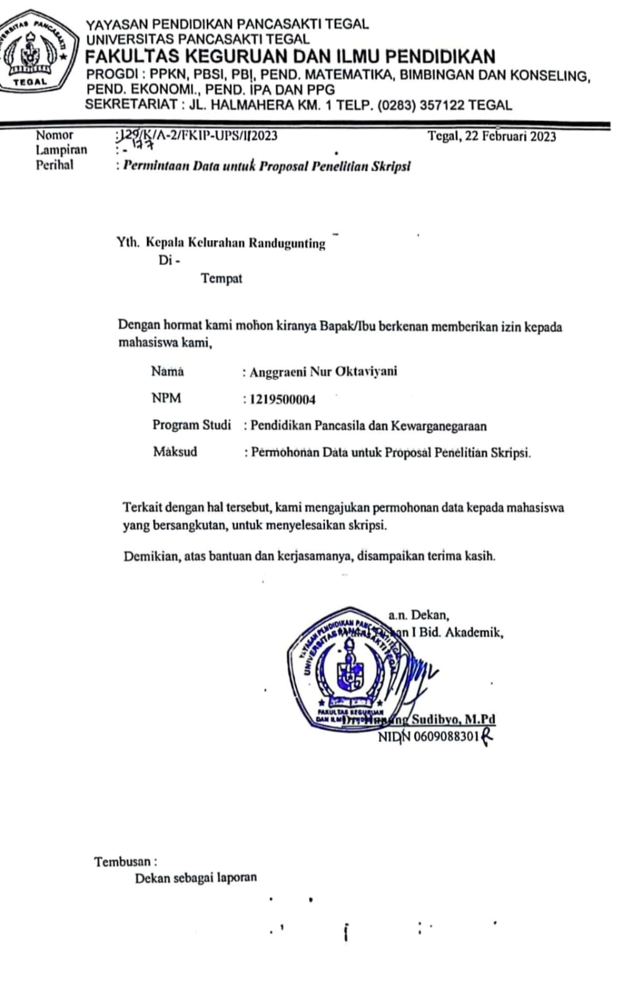 UNIVERSITAS PANCASAKTI
TEGAL
YAYASAN PENDIDIKAN PANCASAKTI TEGAL
UNIVERSITAS PANCASAKTI TEGAL
FAKULTAS KEGURUAN DAN ILMU PENDIDIKAN
PROGDI : PPKN, PBSI, PBI, PEND. MATEMATIKA, BIMBINGAN DAN KONSELING,
PEND. EKONOMI., PEND. IPA DAN PPG
SEKRETARIAT : JL. HALMAHERA KM. 1 TELP. (0283) 357122 TEGAL
Nomor : 129/K/A-2/FKIP-UPS/II/2023 Tegal, 22 Februari 2023
177
Lampiran : -
Perihal : Permintaan Data untuk Proposal Penelitian Skripsi
Yth. Kepala Kelurahan Randugunting
Di -
Tempat
Dengan hormat kami mohon kiranya Bapak/Ibu berkenan memberikan izin kepada
mahasiswa kami,
Nama : Anggraeni Nur Oktaviyani
NPM : 1219500004
Program Studi : Pendidikan Pancasila dan Kewarganegaraan
Maksud : Permohonan Data untuk Proposal Penelitian Skripsi.
Terkait dengan hal tersebut, kami mengajukan permohonan data kepada mahasiswa
yang bersangkutan, untuk menyelesaikan skripsi.
Demikian, atas bantuan dan kerjasamanya, disampaikan terima kasih.
a.n. Dekan,
I Bid. Akademik,
YAYASAN PENDIDIKAN PANCASAKTI TEGAL
UNIVERSITAS PANCASAKTI TEGAL
FAKULTAS KEGURUAN
DAN ILMU
Sudibyo, M.Pd
NIDN 0609088301
Tembusan :
Dekan sebagai laporan